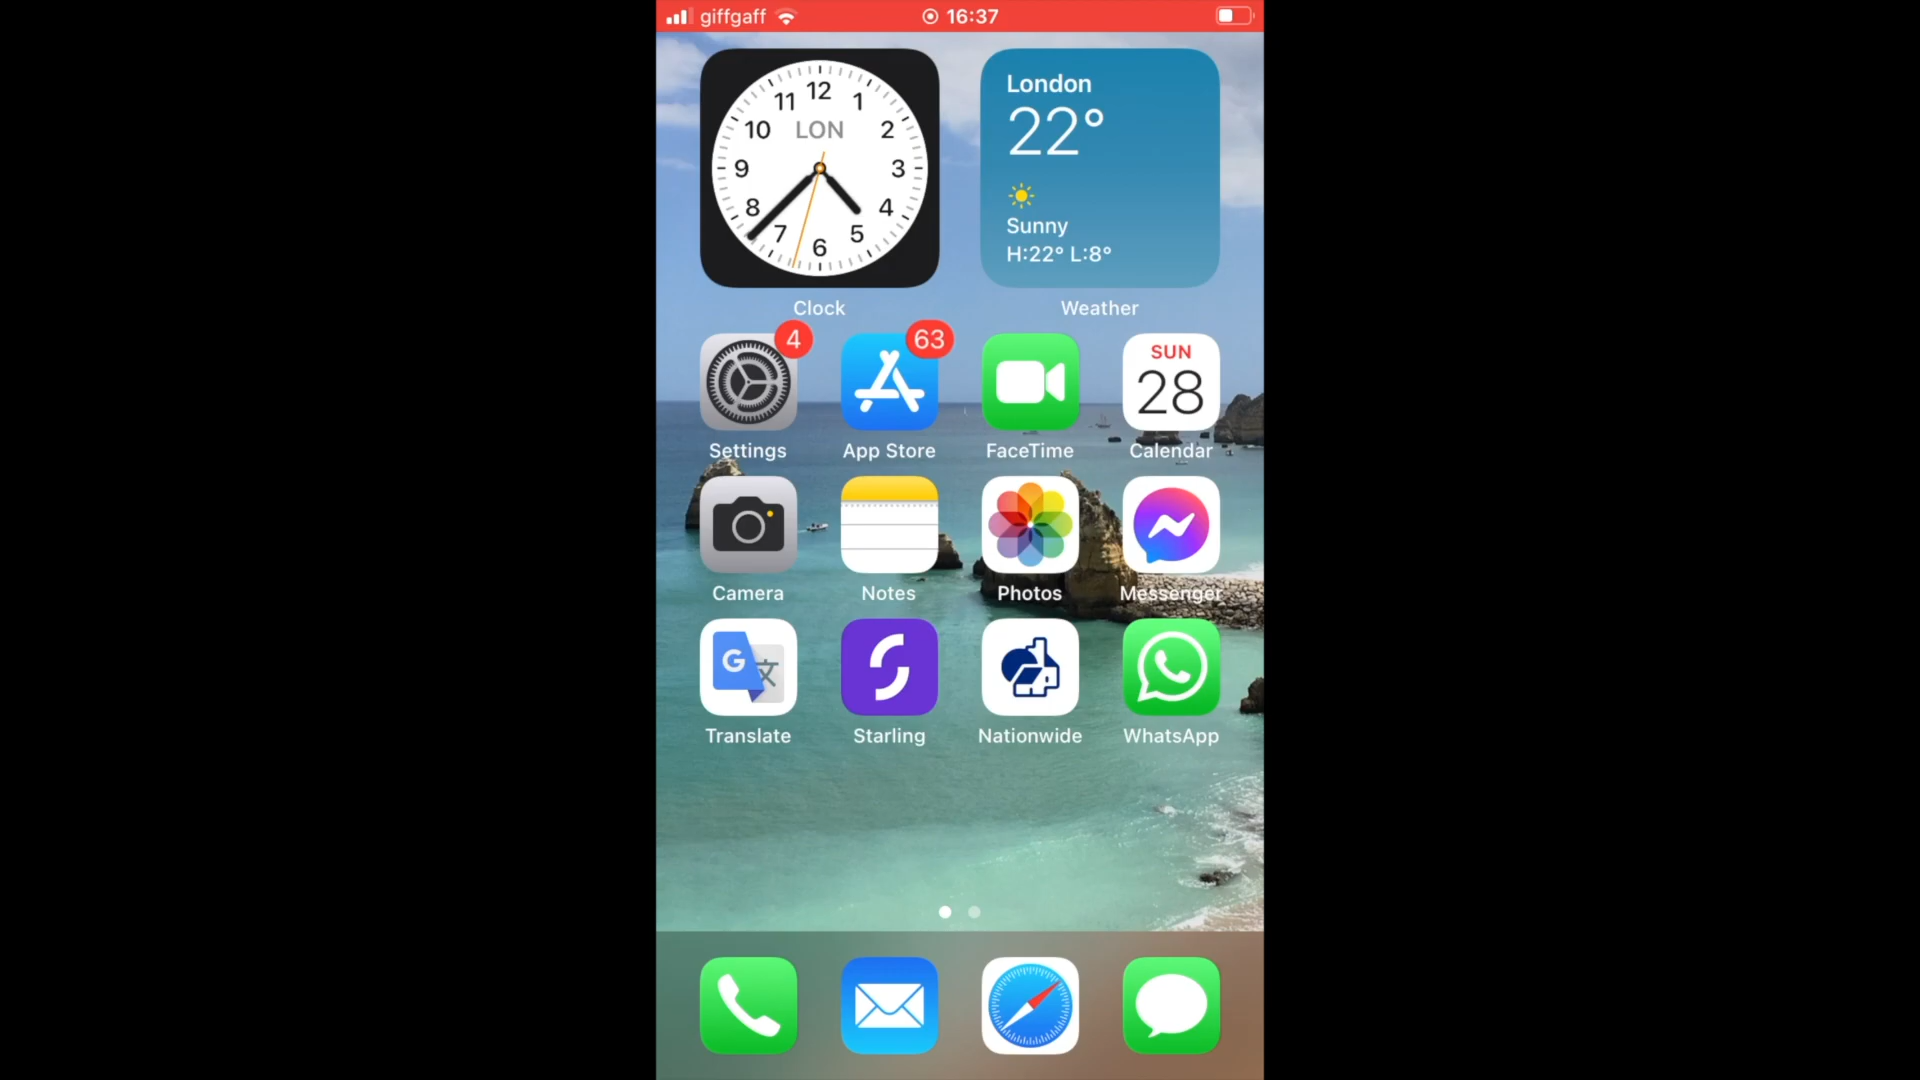 giffgaff 16:37
12
11 1
10 LON 2
9 3
8 4
7 5
6
Clock
London
22°
Sunny
H:22° L:8°
Weather
4
63
SUN
28
Settings App Store FaceTime Calendar
Camera Notes Photos Messenger
G 文
Translate Starling Nationwide WhatsApp